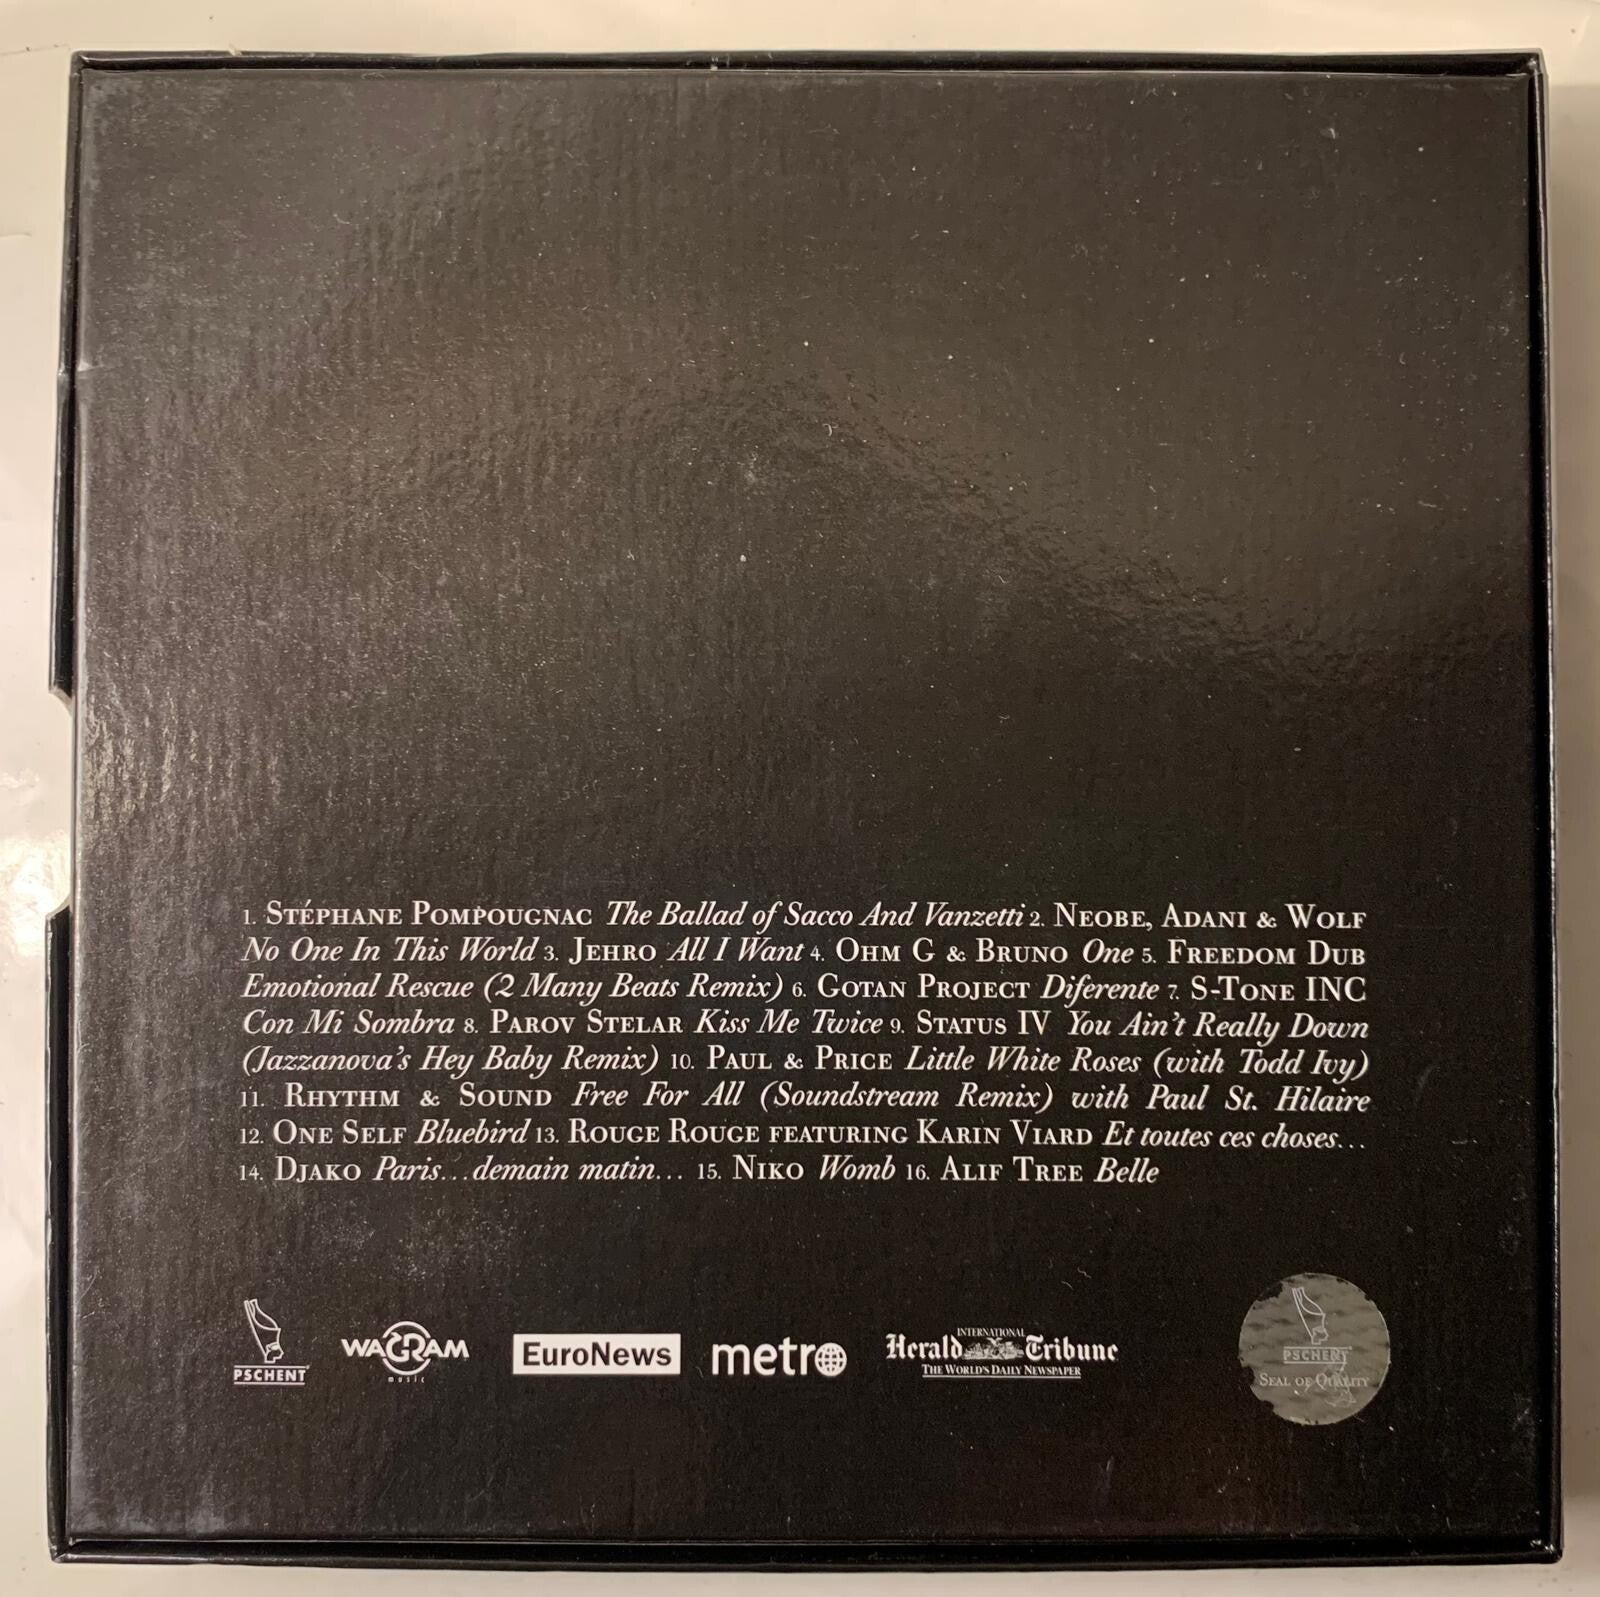 1. STÉPHANE POMPOUGNAC The Ballad of Sacco And Vanzetti 2. NEOBE, ADANI & WOLF
No One In This World 3. JEHRO All I Want 4. OHM G & BRUNO One 5. FREEDOM DUB
Emotional Rescue (2 Many Beats Remix) 6. GOTAN PROJECT Diferente 7. S-TONE INC
Con Mi Sombra 8. PAROV STELAR Kiss Me Twice 9. STATUS IV You Ain't Really Down
(Jazzanova's Hey Baby Remix) 10. PAUL & PRICE Little White Roses (with Todd Ivy)
11. RHYTHM & SOUND Free For All (Soundstream Remix) with Paul St. Hilaire
12. ONE SELF Bluebird 13. ROUGE ROUGE FEATURING KARIN VIARD Et toutes ces choses...
14. DJAKO Paris...demain matin... 15. NIKO Womb 16. ALIF TREE Belle
PSCHENT
WAGRAM
music
EuroNews
metro
INTERNATIONAL
Herald Tribune
THE WORLD'S DAILY NEWSPAPER
PSCHENT
SEAL OF QUALITY